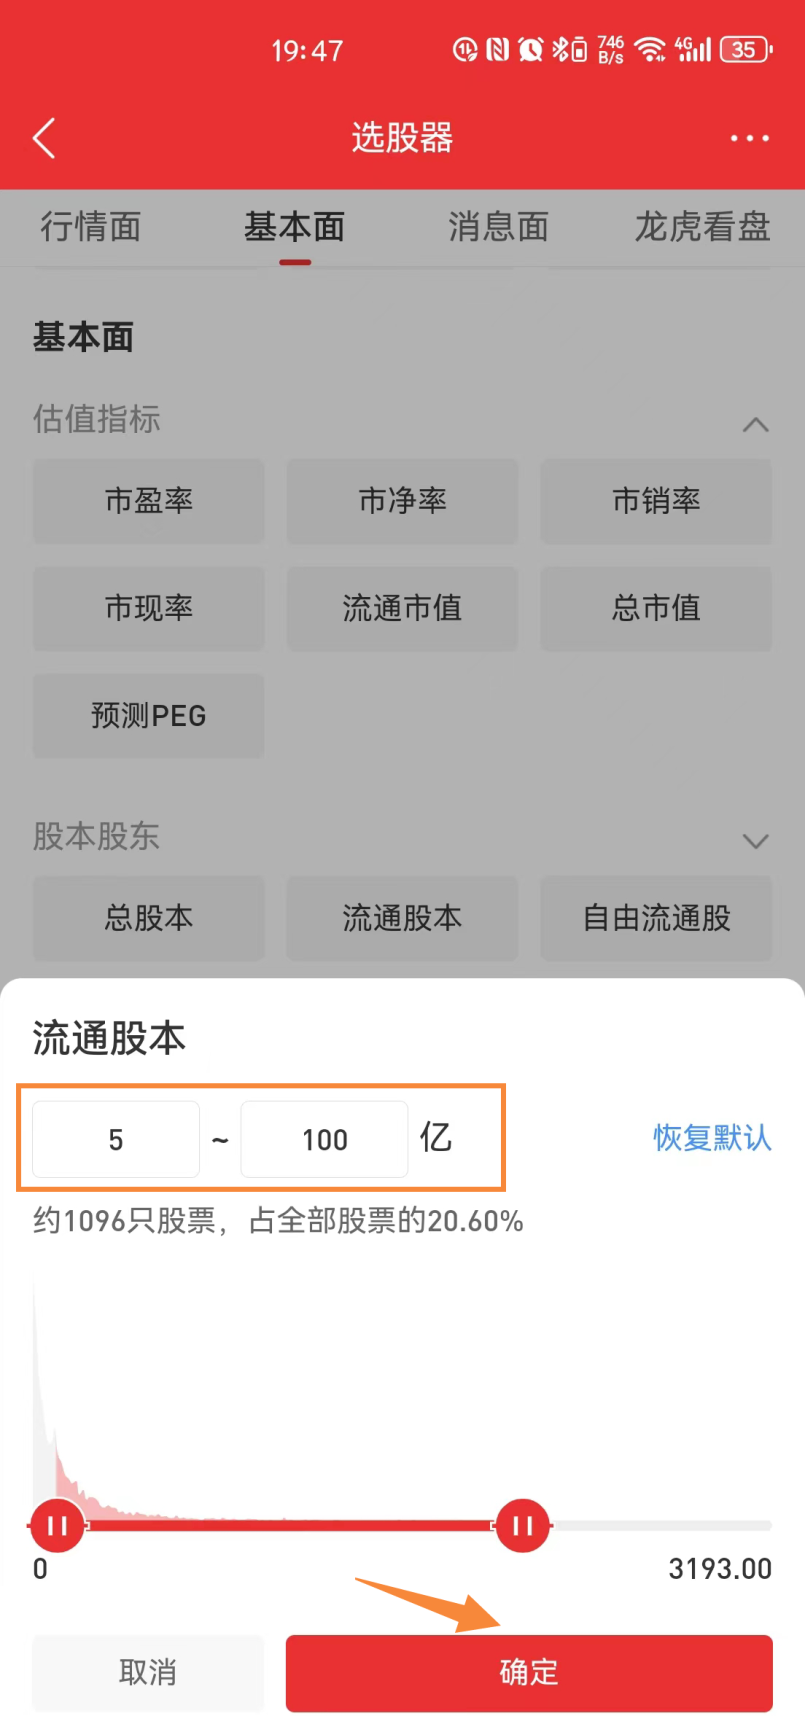 19:47 746 B/s 4G 35
选股器
行情面 基本面 消息面 龙虎看盘
基本面
估值指标
市盈率 市净率 市销率
市现率 流通市值 总市值
预测PEG
股本股东
总股本 流通股本 自由流通股
流通股本
5 ~ 100 亿 恢复默认
约1096只股票，占全部股票的20.60%
0 3193.00
取消 确定